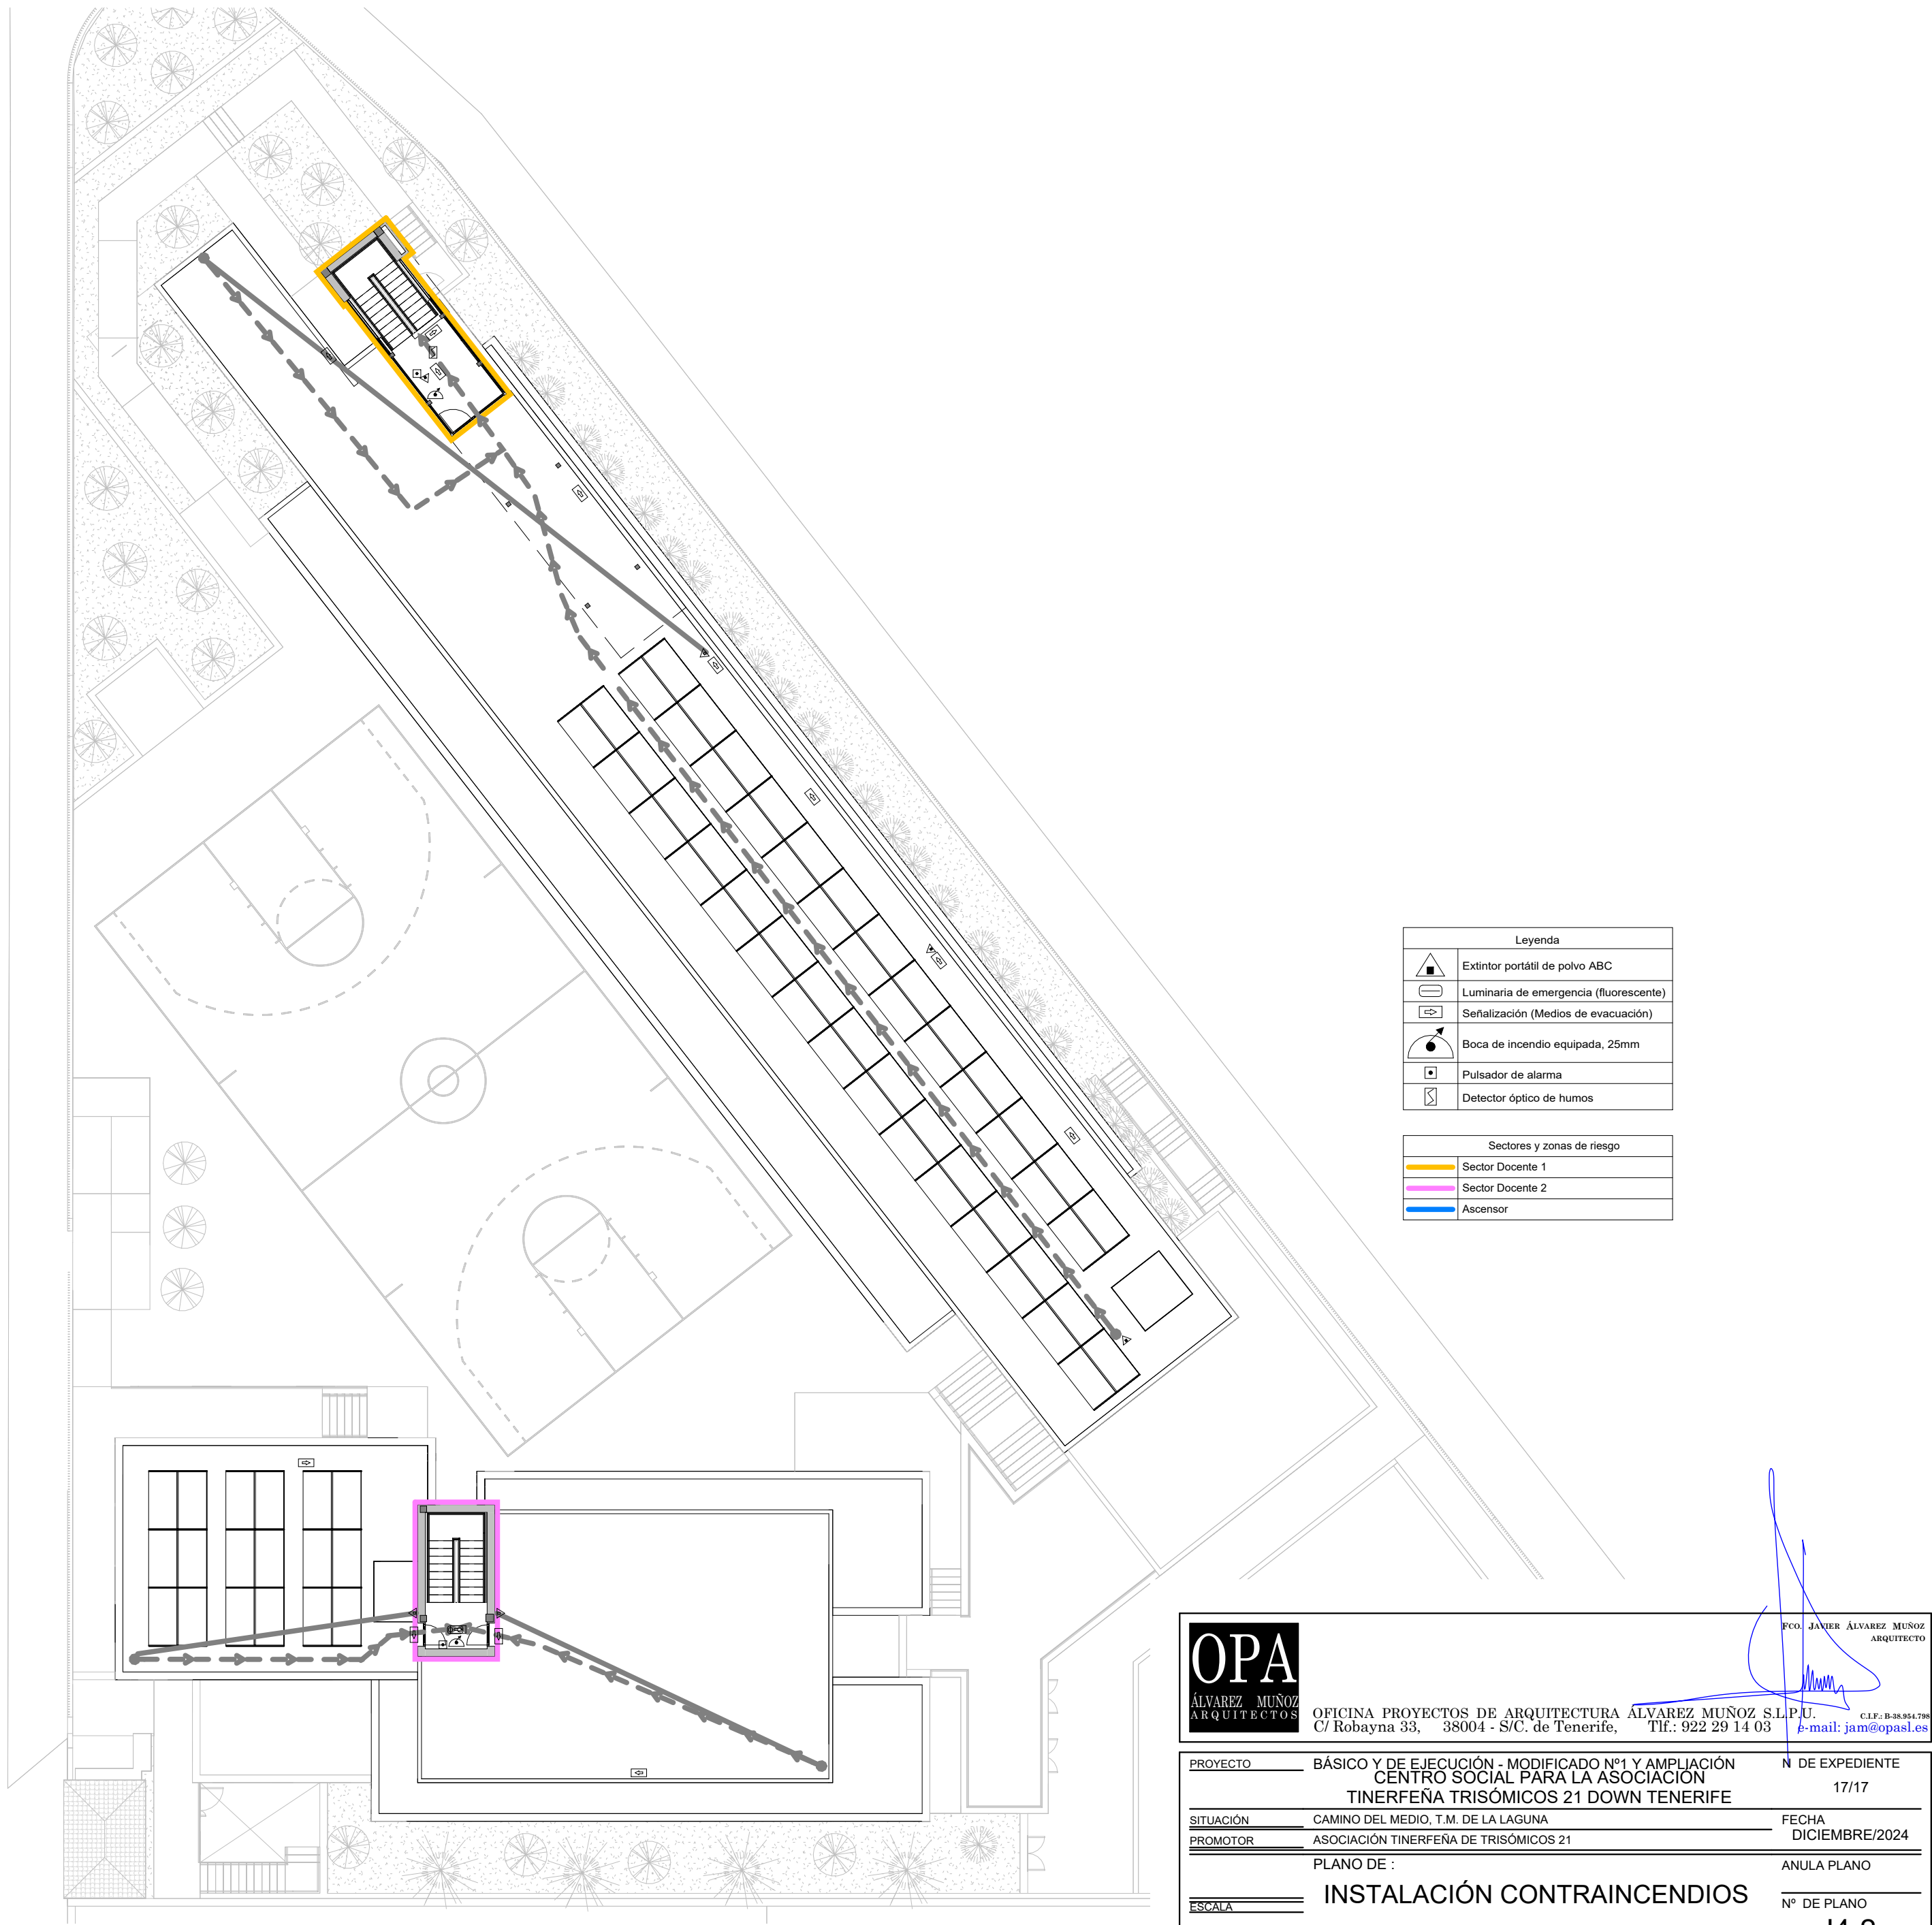 Leyenda
Extintor portátil de polvo ABC
Luminaria de emergencia (fluorescente)
Señalización (Medios de evacuación)
Boca de incendio equipada, 25mm
Pulsador de alarma
Detector óptico de humos
Sectores y zonas de riesgo
Sector Docente 1
Sector Docente 2
Ascensor
OPA
ÁLVAREZ MUÑOZ
ARQUITECTOS
FCO. JAVIER ÁLVAREZ MUÑOZ
ARQUITECTO
OFICINA PROYECTOS DE ARQUITECTURA ÁLVAREZ MUÑOZ S.L.P.U.
C.I.F.: B-38.954.798
C/ Robayna 33, 38004 - S/C. de Tenerife, Tlf.: 922 29 14 03 e-mail: jam@opasl.es
PROYECTO BÁSICO Y DE EJECUCIÓN - MODIFICADO Nº1 Y AMPLIACIÓN
CENTRO SOCIAL PARA LA ASOCIACIÓN
TINERFEÑA TRISÓMICOS 21 DOWN TENERIFE
Nº DE EXPEDIENTE
17/17
SITUACIÓN CAMINO DEL MEDIO, T.M. DE LA LAGUNA
FECHA
DICIEMBRE/2024
PROMOTOR ASOCIACIÓN TINERFEÑA DE TRISÓMICOS 21
PLANO DE :
ANULA PLANO
INSTALACIÓN CONTRAINCENDIOS
ESCALA
Nº DE PLANO